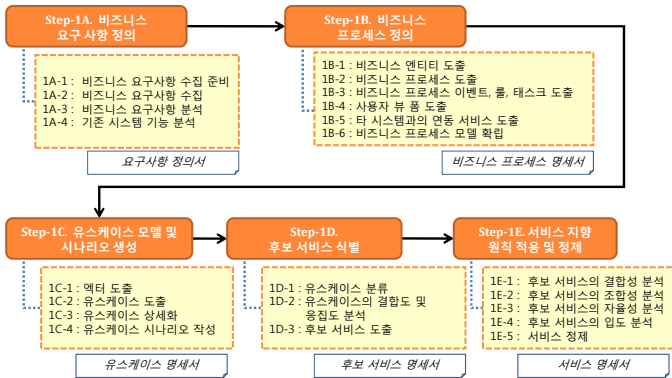 Step-1A. 비즈니스
요구 사항 정의
Step-1B. 비즈니스
프로세스 정의
1A-1 : 비즈니스 요구사항 수집 준비
1A-2 : 비즈니스 요구사항 수집
1A-3 : 비즈니스 요구사항 분석
1A-4 : 기존 시스템 기능 분석
요구사항 정의서
1B-1 : 비즈니스 엔티티 도출
1B-2 : 비즈니스 프로세스 도출
1B-3 : 비즈니스 프로세스 이벤트, 룰, 태스크 도출
1B-4 : 사용자 뷰 폼 도출
1B-5 : 타 시스템과의 연동 서비스 도출
1B-6 : 비즈니스 프로세스 모델 확립
비즈니스 프로세스 명세서
Step-1C. 유스케이스 모델 및
시나리오 생성
Step-1D.
후보 서비스 식별
Step-1E. 서비스 지향
원칙 적용 및 정제
1C-1 : 엑터 도출
1C-2 : 유스케이스 도출
1C-3 : 유스케이스 상세화
1C-4 : 유스케이스 시나리오 작성
유스케이스 명세서
1D-1 : 유스케이스 분류
1D-2 : 유스케이스의 결합도 및
응집도 분석
1D-3 : 후보 서비스 도출
후보 서비스 명세서
1E-1 : 후보 서비스의 결합성 분석
1E-2 : 후보 서비스의 조합성 분석
1E-3 : 후보 서비스의 자율성 분석
1E-4 : 후보 서비스의 입도 분석
1E-5 : 서비스 정제
서비스 명세서